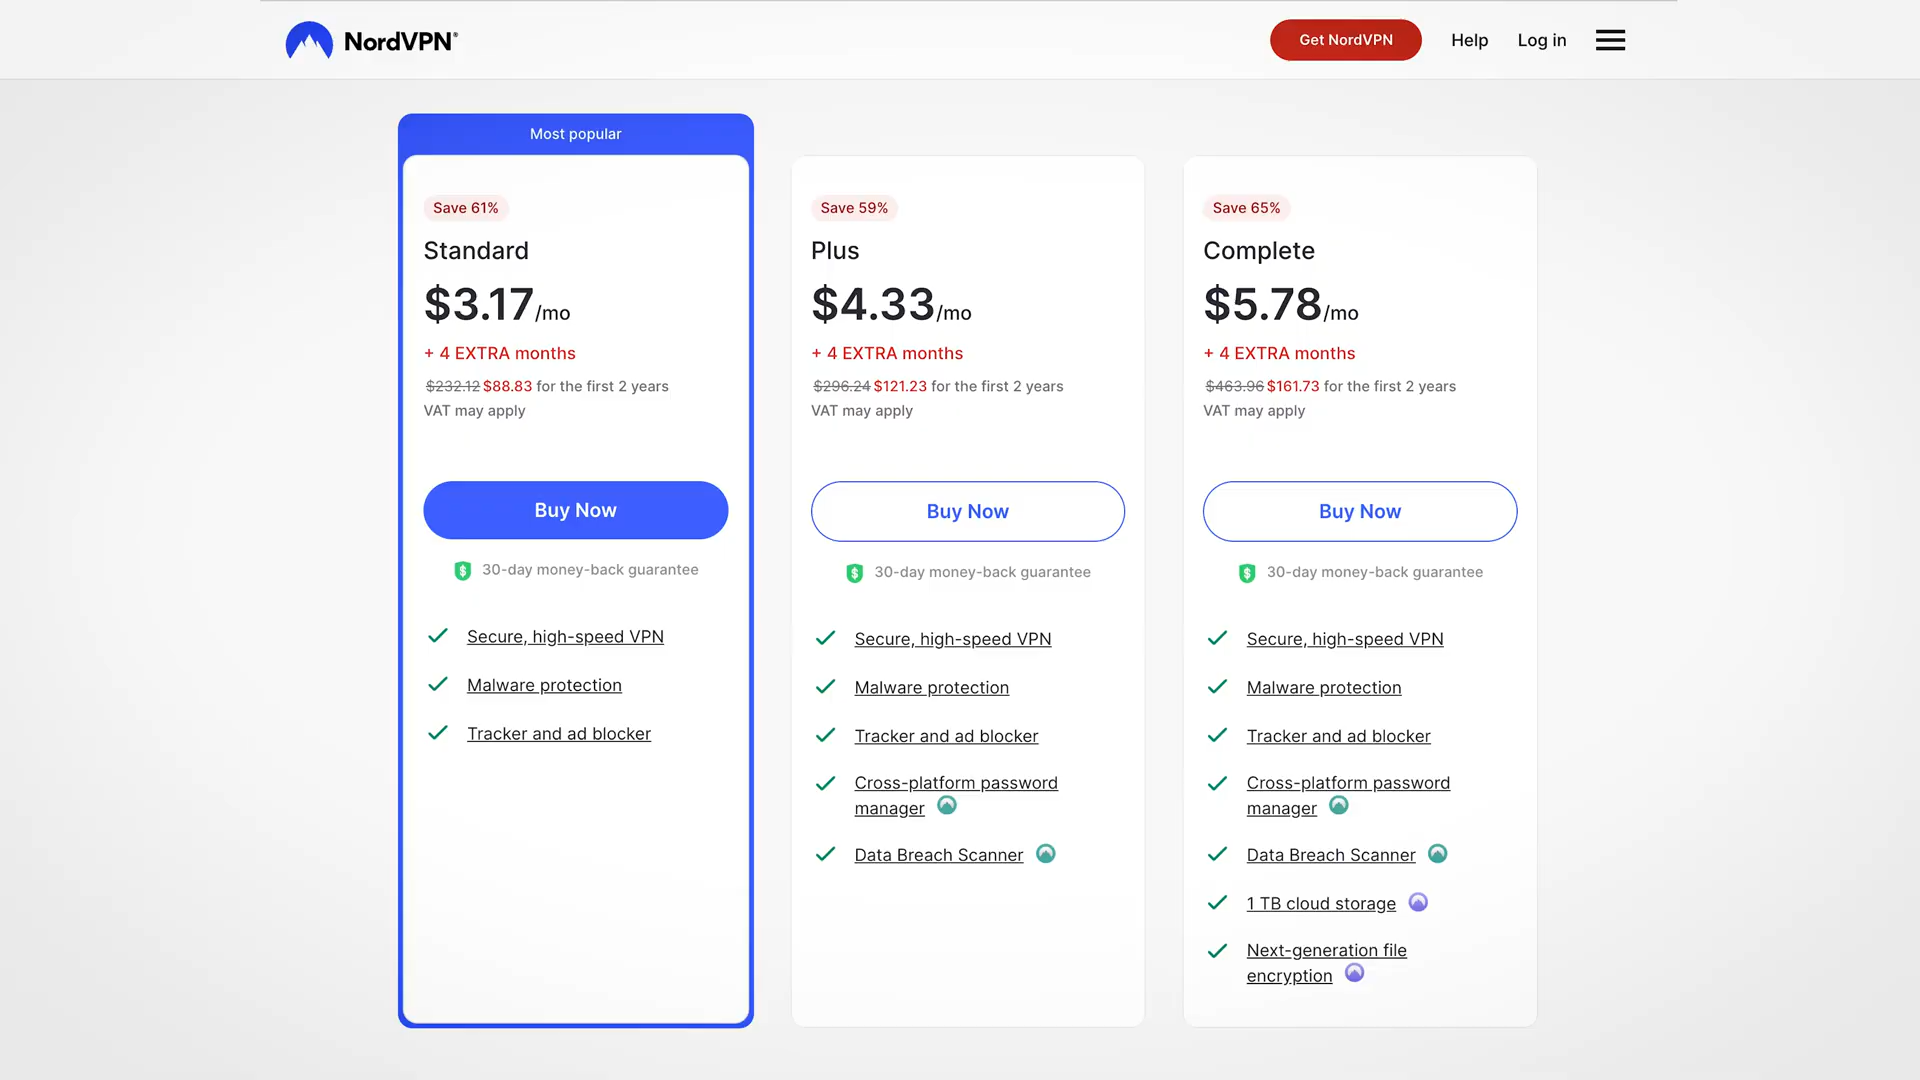 NordVPN®
Get NordVPN
Help
Log in
Most popular
Save 61%
Standard
$3.17/mo
+ 4 EXTRA months
$232.12 $88.83 for the first 2 years
VAT may apply
Buy Now
$ 30-day money-back guarantee
Secure, high-speed VPN
Malware protection
Tracker and ad blocker
Save 59%
Plus
$4.33/mo
+ 4 EXTRA months
$296.24 $121.23 for the first 2 years
VAT may apply
Buy Now
$ 30-day money-back guarantee
Secure, high-speed VPN
Malware protection
Tracker and ad blocker
Cross-platform password
manager
Data Breach Scanner
Save 65%
Complete
$5.78/mo
+ 4 EXTRA months
$463.96 $161.73 for the first 2 years
VAT may apply
Buy Now
$ 30-day money-back guarantee
Secure, high-speed VPN
Malware protection
Tracker and ad blocker
Cross-platform password
manager
Data Breach Scanner
1 TB cloud storage
Next-generation file
encryption